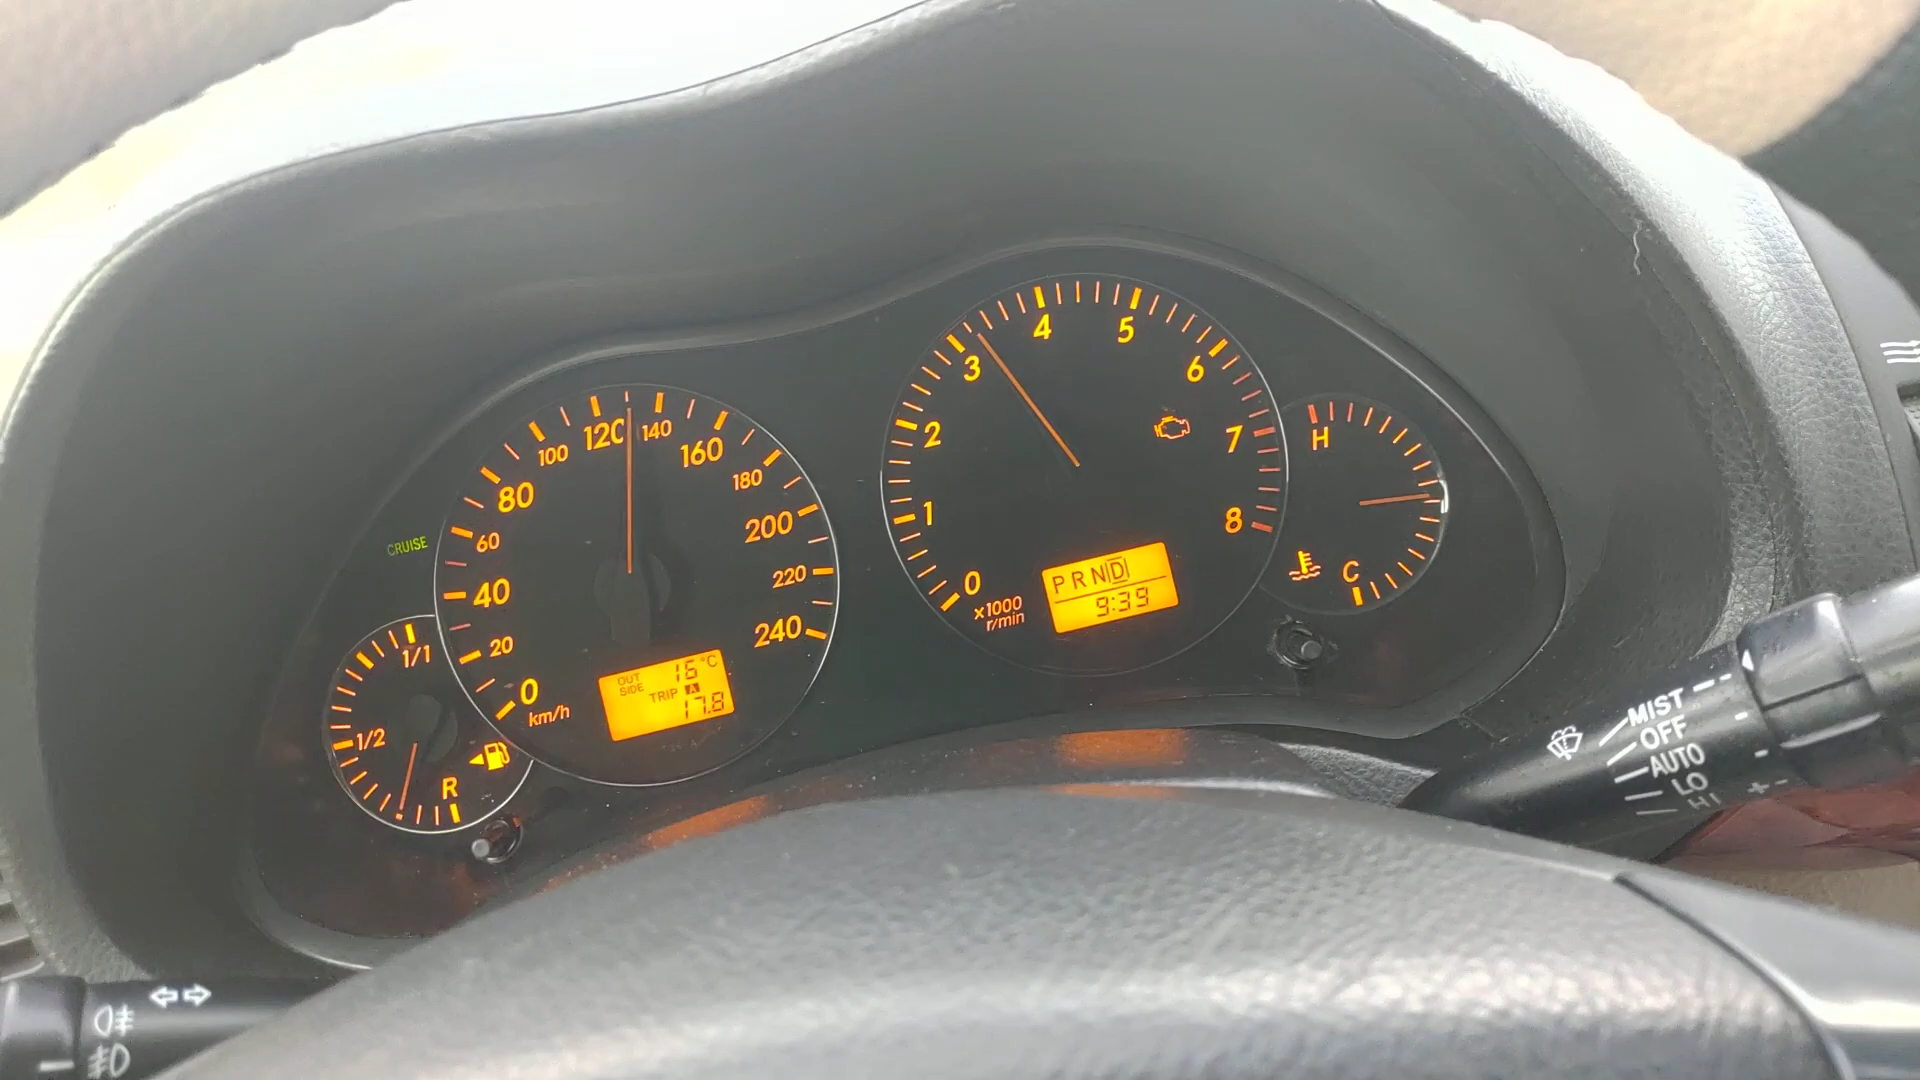 CRUISE
0
20
40
60
80
100
120
140
160
180
200
220
240
km/h
OUT
SIDE
16°C
TRIP A
17.8
1/1
1/2
R
0
1
2
3
4
5
6
7
8
x1000
r/min
P R N D
9:39
H
C
MIST
OFF
AUTO
LO
HI
+ -